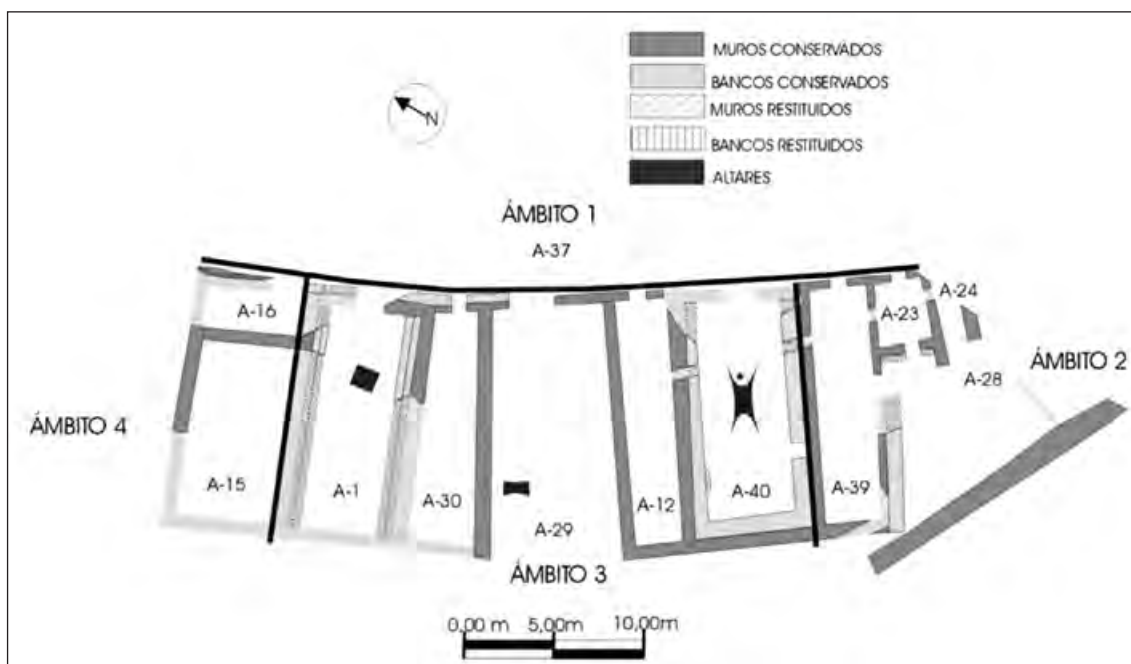 MUROS CONSERVADOS
BANCOS CONSERVADOS
MUROS RESTITUIDOS
BANCOS RESTITUIDOS
ALTARES
N
ÁMBITO 1
A-37
A-16
A-24
A-23
ÁMBITO 2
A-28
ÁMBITO 4
A-15
A-1
A-30
A-29
A-12
A-40
A-39
ÁMBITO 3
0,00 m 5,00m 10,00m